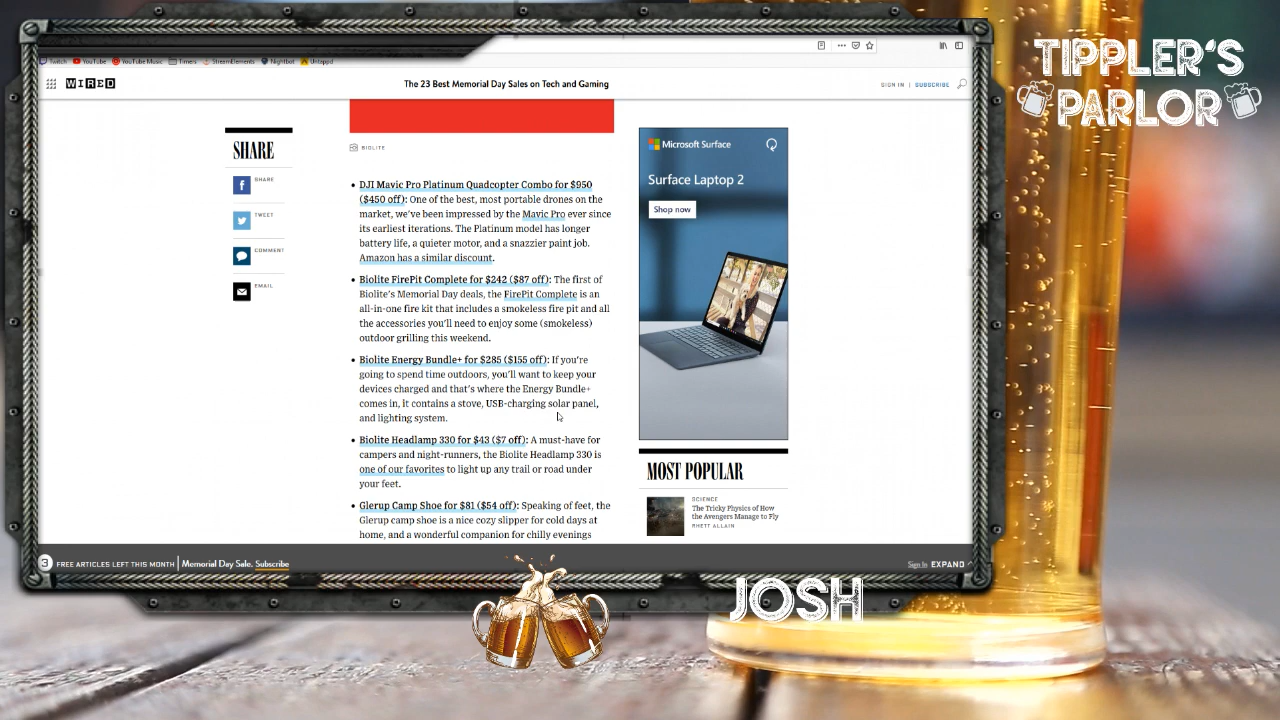 TIPPLER'S
PARLOR
Twitch YouTube YouTube Music Timers StreamElements Nightbot Untappd
WIRED
The 23 Best Memorial Day Sales on Tech and Gaming
SIGN IN | SUBSCRIBE
SHARE
SHARE
TWEET
COMMENT
EMAIL
BIOLITE
• DJI Mavic Pro Platinum Quadcopter Combo for $950
($450 off): One of the best, most portable drones on the
market, we've been impressed by the Mavic Pro ever since
its earliest iterations. The Platinum model has longer
battery life, a quieter motor, and a snazzier paint job.
Amazon has a similar discount.
• Biolite FirePit Complete for $242 ($87 off): The first of
Biolite's Memorial Day deals, the FirePit Complete is an
all-in-one fire kit that includes a smokeless fire pit and all
the accessories you'll need to enjoy some (smokeless)
outdoor grilling this weekend.
• Biolite Energy Bundle+ for $285 ($155 off): If you're
going to spend time outdoors, you'll want to keep your
devices charged and that's where the Energy Bundle+
comes in, it contains a stove, USB-charging solar panel,
and lighting system.
• Biolite Headlamp 330 for $43 ($7 off): A must-have for
campers and night-runners, the Biolite Headlamp 330 is
one of our favorites to light up any trail or road under
your feet.
• Glerup Camp Shoe for $81 ($54 off): Speaking of feet, the
Glerup camp shoe is a nice cozy slipper for cold days at
home, and a wonderful companion for chilly evenings
Microsoft Surface
Surface Laptop 2
Shop now
MOST POPULAR
SCIENCE
The Tricky Physics of How
the Avengers Manage to Fly
RHETT ALLAIN
3 FREE ARTICLES LEFT THIS MONTH | Memorial Day Sale. Subscribe
Sign In EXPAND
JOSH